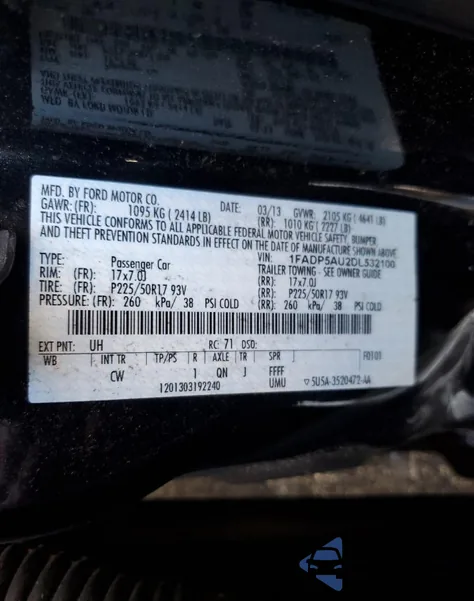 MFD. BY FORD MOTOR CO.
DATE: 03/13 GVWR: 2105 KG ( 4641 LB)
GAWR: (FR): 1095 KG ( 2414 LB) (RR): 1010 KG ( 2227 LB)
THIS VEHICLE CONFORMS TO ALL APPLICABLE FEDERAL MOTOR VEHICLE SAFETY, BUMPER
AND THEFT PREVENTION STANDARDS IN EFFECT ON THE DATE OF MANUFACTURE SHOWN ABOVE
VIN: 1FADP5AU2DL532100
TYPE: Passenger Car TRAILER TOWING - SEE OWNER GUIDE
RIM: (FR): 17x7.0J (RR): 17x7.0J
TIRE: (FR): P225/50R17 93V (RR): P225/50R17 93V
PRESSURE: (FR): 260 kPa/ 38 PSI COLD (RR): 260 kPa/ 38 PSI COLD
EXT PNT: UH RC: 71 DSO: F0101
WB INT TR TP/PS R AXLE TR SPR
CW 1 QN J FFFF
1201303192240 UMU ▽5U5A-3520472-AA